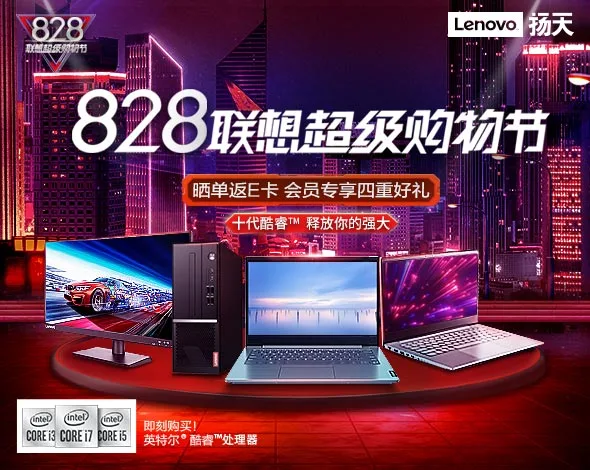 828
联想超级购物节
Lenovo 扬天
828联想超级购物节
晒单返E卡 会员专享四重好礼
十代酷睿™ 释放你的强大
intel
CORE i3
intel
CORE i7
intel
CORE i5
即刻购买!
英特尔® 酷睿™处理器